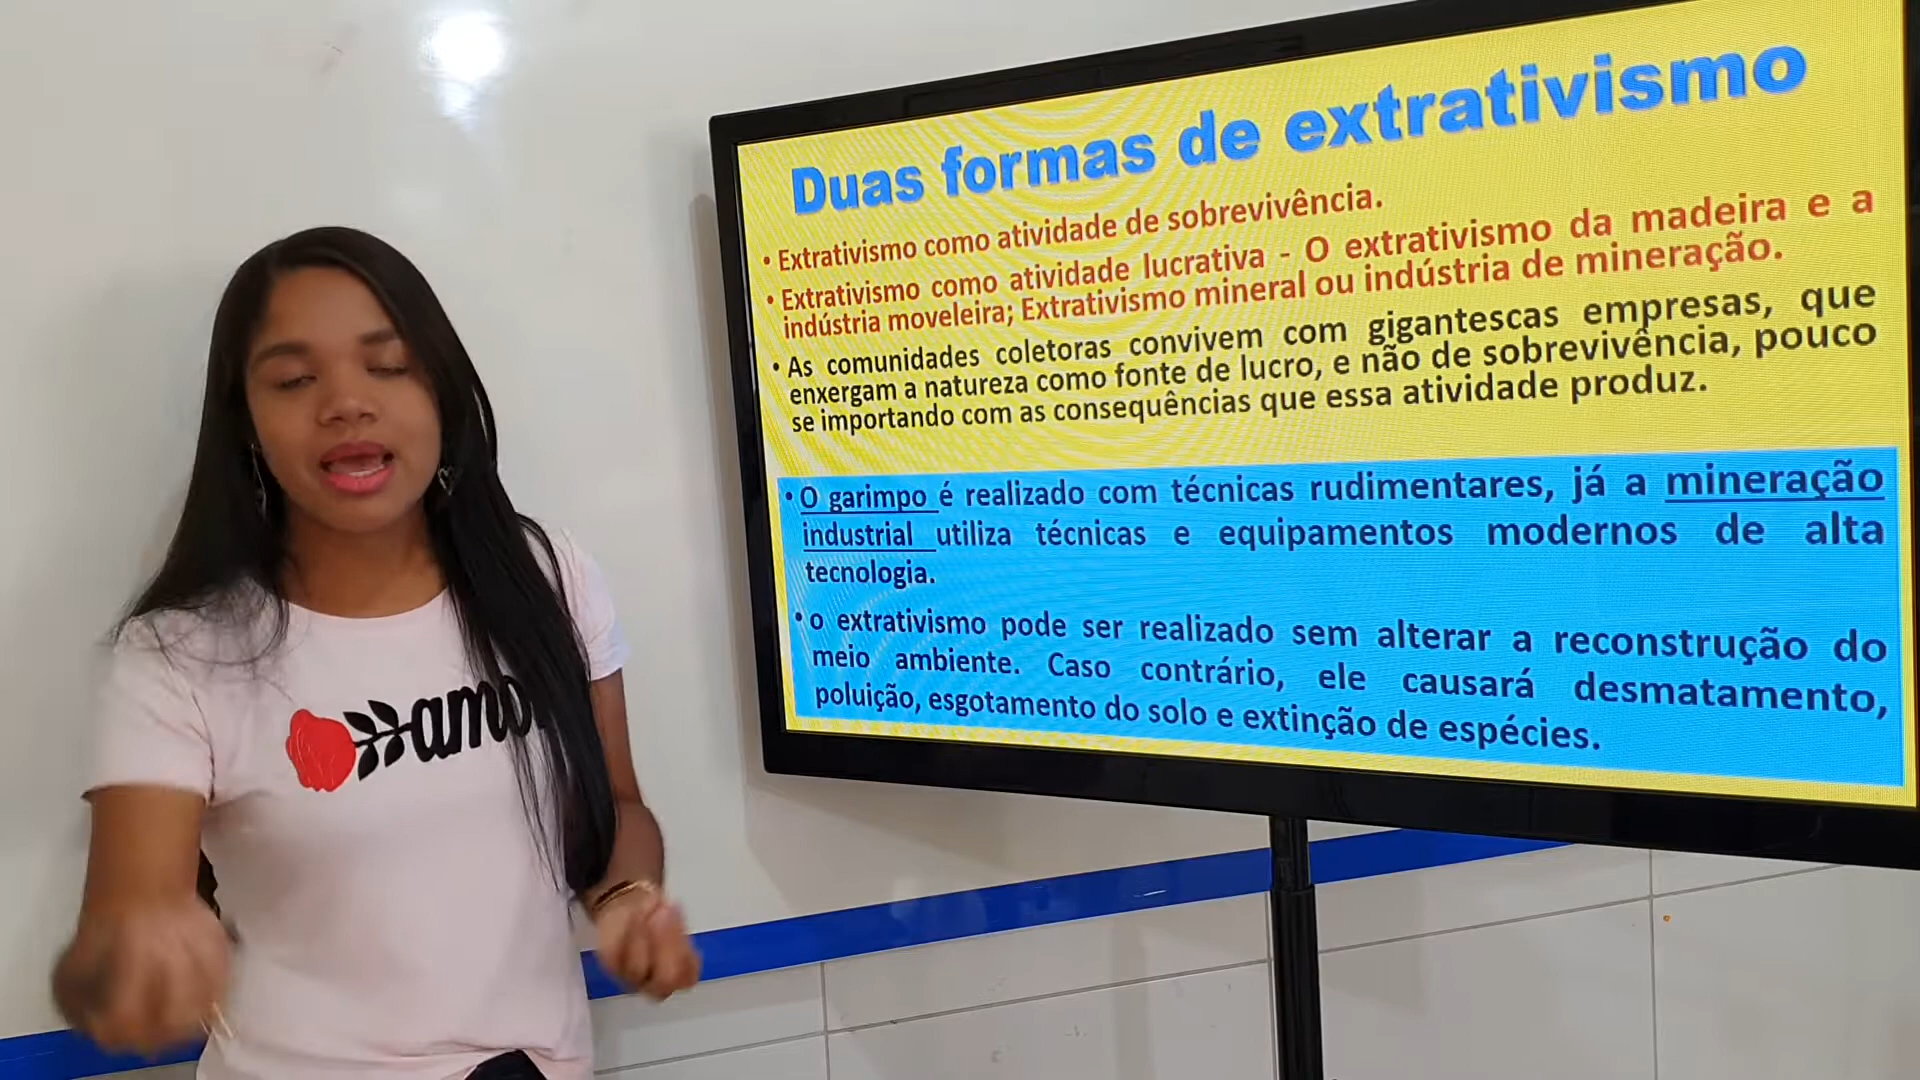 Duas formas de extrativismo
• Extrativismo como atividade de sobrevivência.
• Extrativismo como atividade lucrativa - O extrativismo da madeira e a
indústria moveleira; Extrativismo mineral ou indústria de mineração.
• As comunidades coletoras convivem com gigantescas empresas, que
enxergam a natureza como fonte de lucro, e não de sobrevivência, pouco
se importando com as consequências que essa atividade produz.
• O garimpo é realizado com técnicas rudimentares, já a mineração
industrial utiliza técnicas e equipamentos modernos de alta
tecnologia.
• o extrativismo pode ser realizado sem alterar a reconstrução do
meio ambiente. Caso contrário, ele causará desmatamento,
poluição, esgotamento do solo e extinção de espécies.